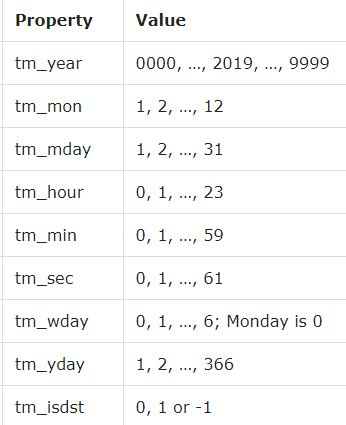 Property Value
tm_year 0000, …, 2019, …, 9999
tm_mon 1, 2, …, 12
tm_mday 1, 2, …, 31
tm_hour 0, 1, …, 23
tm_min 0, 1, …, 59
tm_sec 0, 1, …, 61
tm_wday 0, 1, …, 6; Monday is 0
tm_yday 1, 2, …, 366
tm_isdst 0, 1 or -1